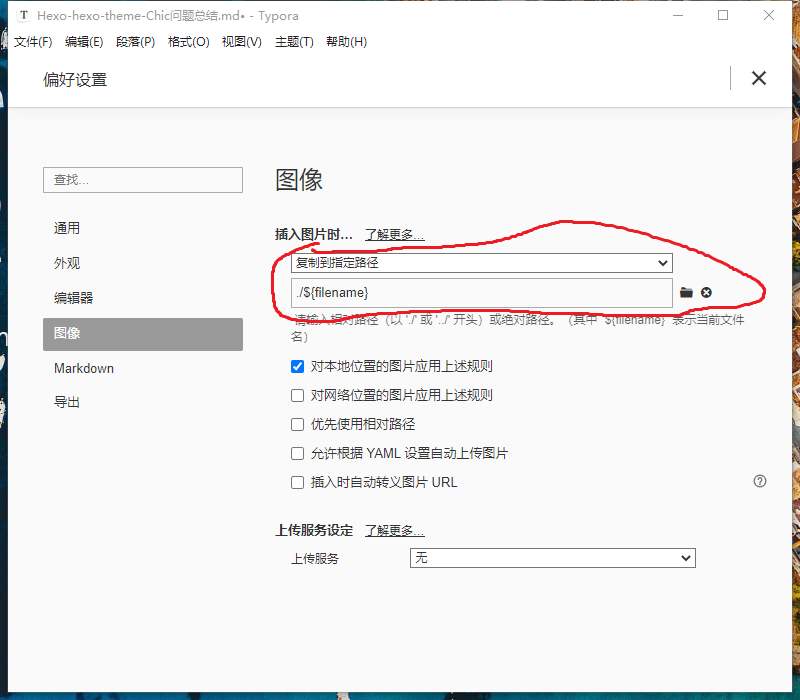 Hexo-hexo-theme-Chic问题总结.md• - Typora
文件(F) 编辑(E) 段落(P) 格式(O) 视图(V) 主题(T) 帮助(H)
偏好设置
查找...
通用
外观
编辑器
图像
Markdown
导出
图像
插入图片时... 了解更多...
复制到指定路径
./${filename}
请输入相对路径（以 './' 或 '../' 开头）或绝对路径。（其中 '${filename}' 表示当前文件
名）
对本地位置的图片应用上述规则
对网络位置的图片应用上述规则
优先使用相对路径
允许根据 YAML 设置自动上传图片
插入时自动转义图片 URL
上传服务设定 了解更多...
上传服务 无